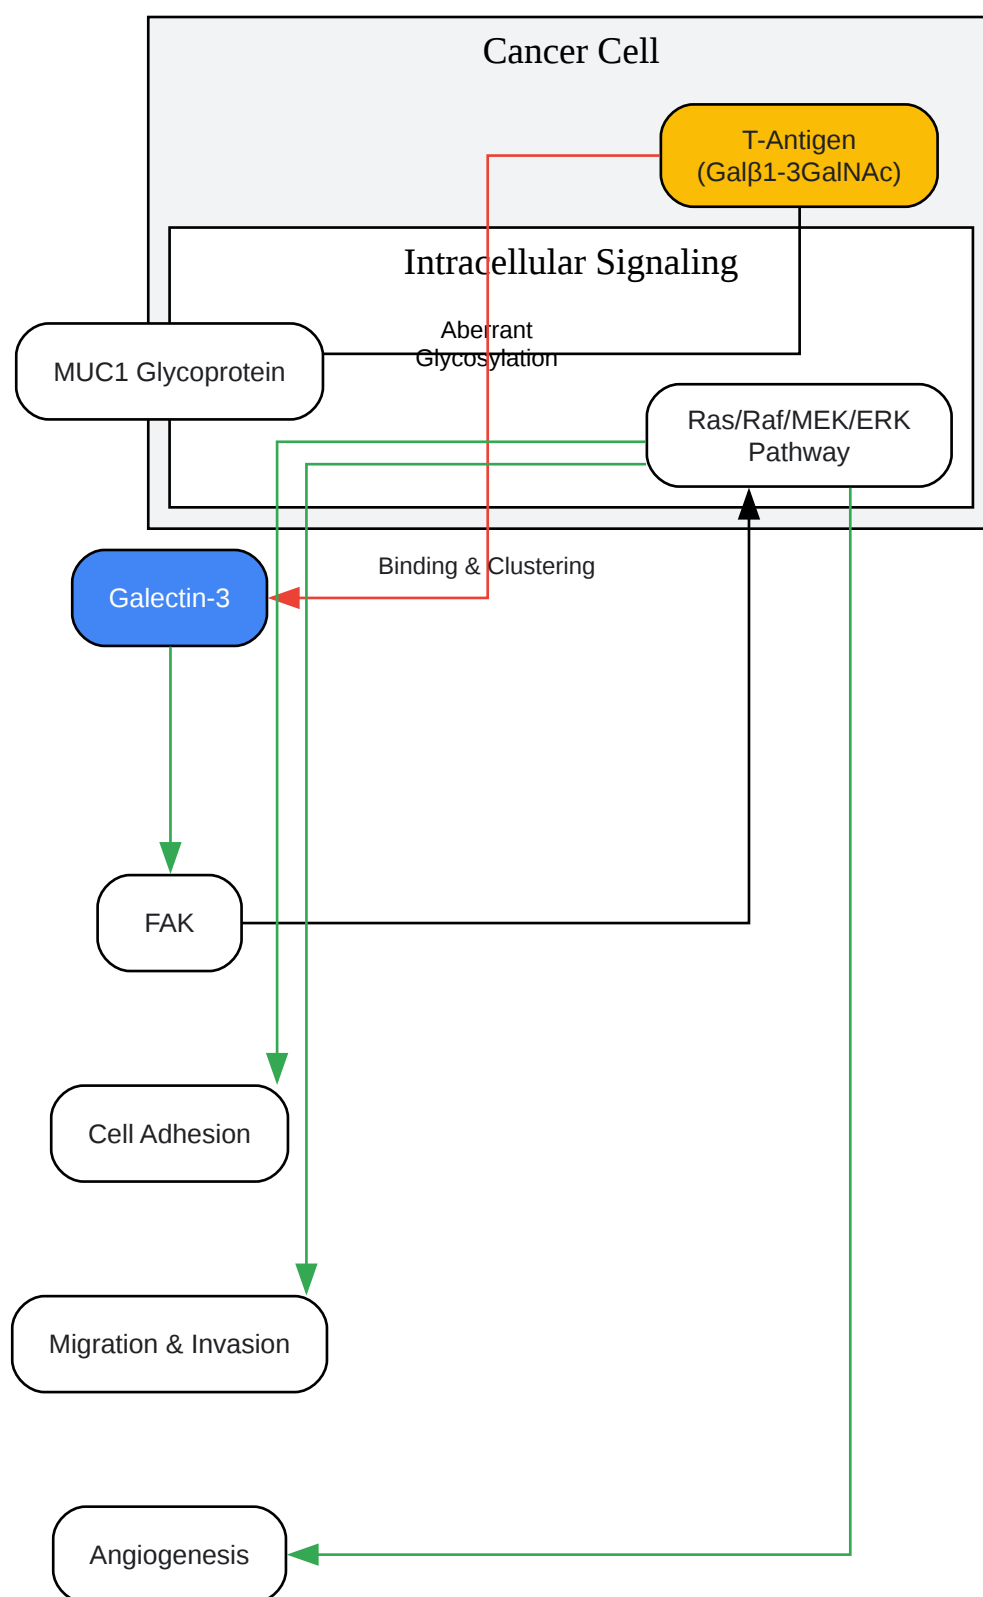 Cancer Cell
T-Antigen
(Galβ1-3GalNAc)
Intracellular Signaling
Aberrant
Glycosylation
MUC1 Glycoprotein
Ras/Raf/MEK/ERK
Pathway
Binding & Clustering
Galectin-3
FAK
Cell Adhesion
Migration & Invasion
Angiogenesis